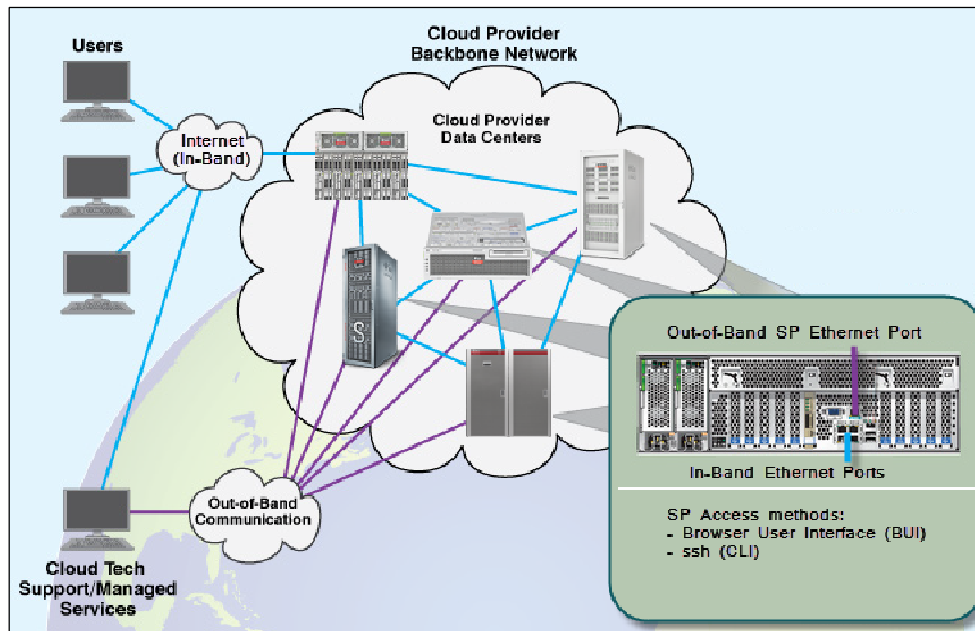 Users
Cloud Provider
Backbone Network
Cloud Provider
Data Centers
Internet
(In-Band)
S
Out-of-Band SP Ethernet Port
In-Band Ethernet Ports
SP Access methods:
- Browser User Interface (BUI)
- ssh (CLI)
Out-of-Band
Communication
Cloud Tech
Support/Managed
Services